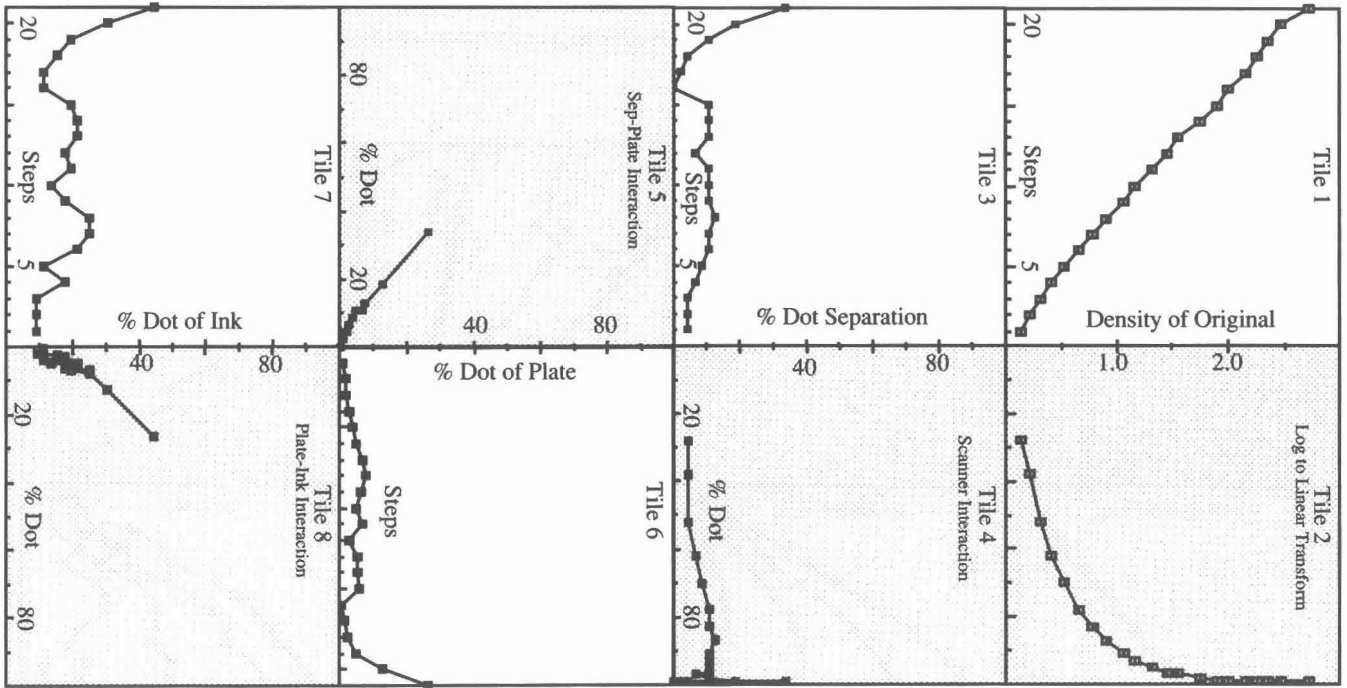 Tile 1
Steps
20
5
Density of Original
1.0
2.0
Tile 2
Log to Linear Transform
Tile 3
Steps
20
5
% Dot Separation
40
80
Tile 4
Scanner Interaction
% Dot
20
80
Tile 5
Sep-Plate Interaction
% Dot
80
20
40
80
% Dot of Plate
Tile 6
Steps
Tile 7
Steps
20
5
% Dot of Ink
40
80
Tile 8
Plate-Ink Interaction
% Dot
20
80